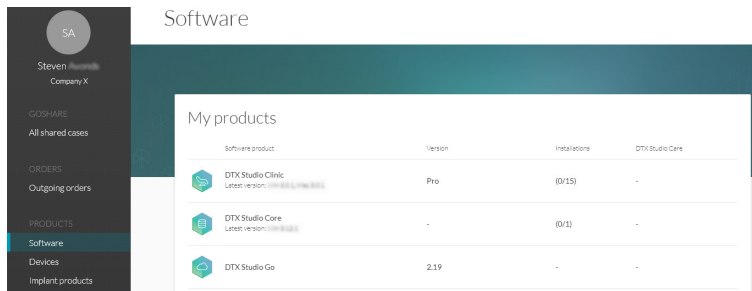 SA
Steven
Company X
GOSHARE
All shared cases
ORDERS
Outgoing orders
PRODUCTS
Software
Devices
Implant products
Software
My products
Software product Version Installations DTX Studio Care
DTX Studio Clinic Pro (0/15) -
Latest version:
DTX Studio Core - (0/1) -
Latest version:
DTX Studio Go 2.19 - -